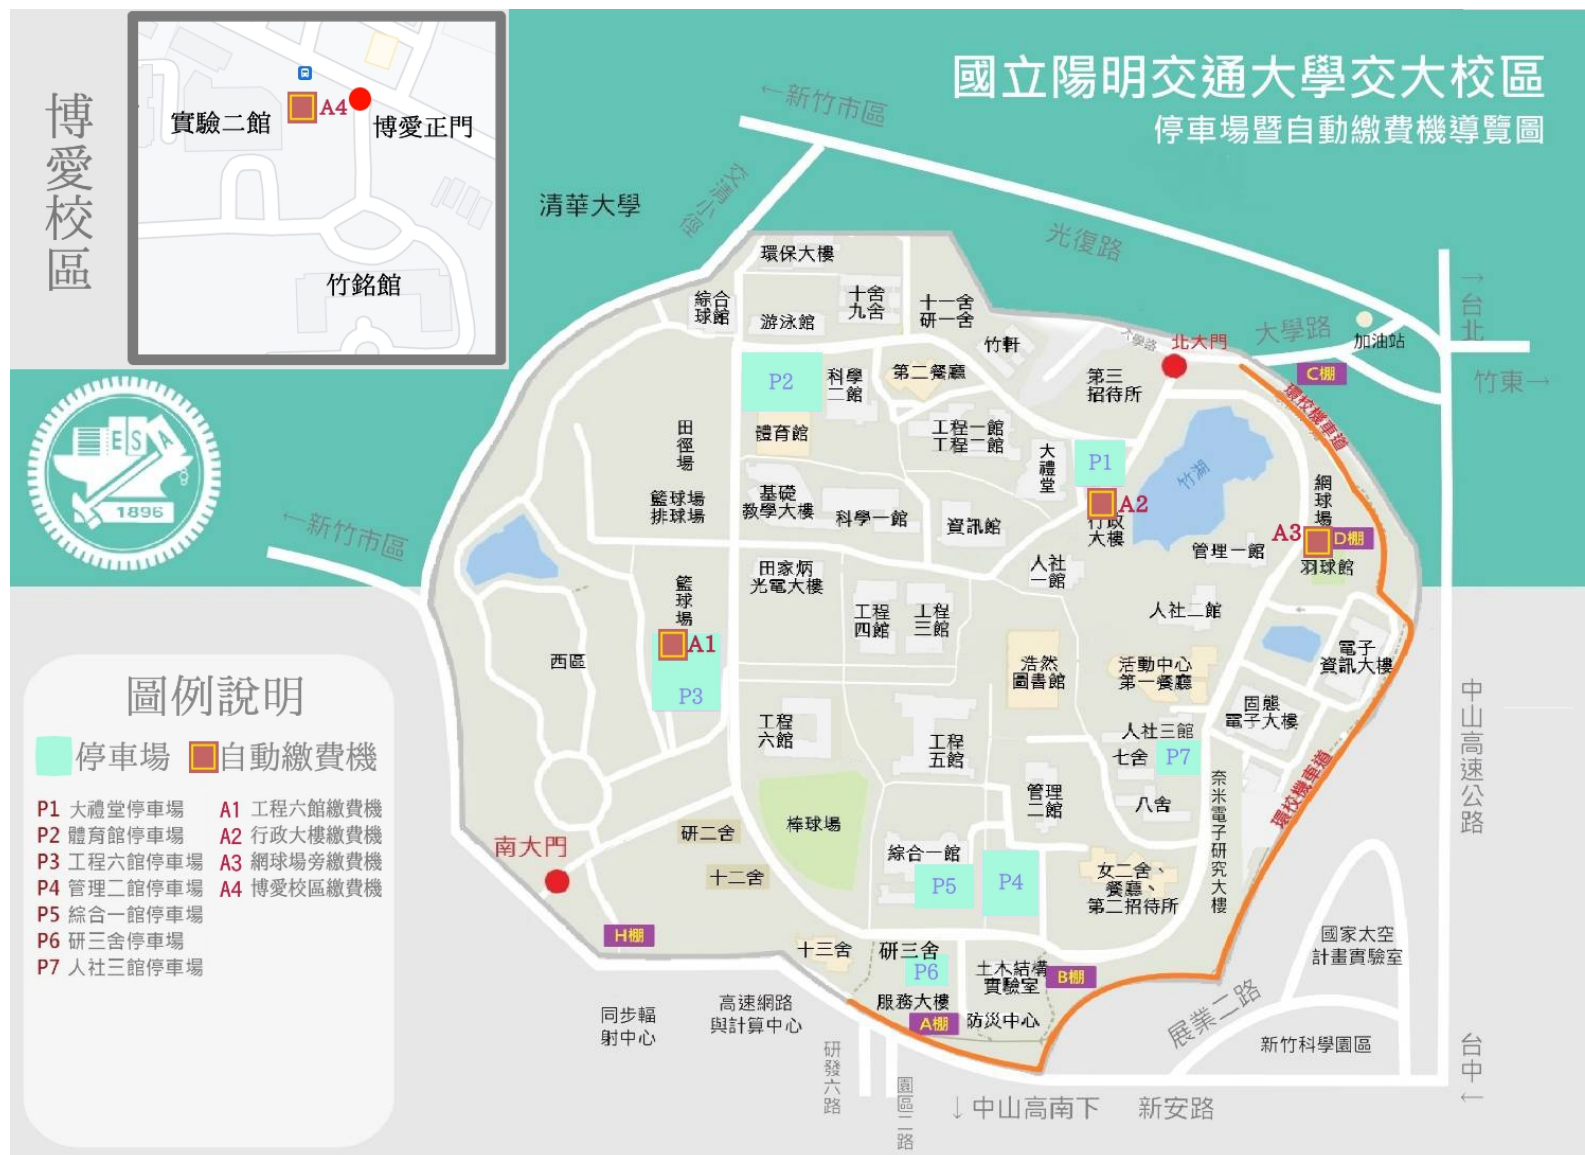 國立陽明交通大學交大校區
停車場暨自動繳費機導覽圖
博愛校區
實驗二館
A4
博愛正門
竹銘館
←新竹市區
交清小徑
清華大學
光復路
大學路
大學路
北大門
加油站
→台北
竹東→
C棚
環校機車道
環保大樓
綜合
球館
游泳館
十舍
九舍
十一舍
研一舍
竹軒
第三
招待所
P2
科學
二館
第二餐廳
體育館
田徑場
工程一館
工程二館
大禮堂
P1
竹湖
A2
行政
大樓
網球場
A3
D棚
羽球館
籃球場
排球場
基礎
教學大樓
科學一館
資訊館
管理一館
人社
一館
E S A
1896
←新竹市區
籃球場
田家炳
光電大樓
工程
四館
工程
三館
人社二館
電子
資訊大樓
A1
P3
西區
浩然
圖書館
活動中心
第一餐廳
固態
電子大樓
工程
六館
工程
五館
人社三館
七舍
P7
八舍
管理
二館
奈米電子研究大樓
環校機車道
中山高速公路
南大門
研二舍
棒球場
十二舍
綜合一館
P5
P4
女二舍、
餐廳、
第二招待所
H棚
十三舍
研三舍
P6
土木結構
實驗室
B棚
服務大樓
A棚
防災中心
國家太空
計畫實驗室
展業二路
新竹科學園區
同步輻
射中心
高速網路
與計算中心
研發六路
園區二路
↓中山高南下
新安路
台中←
圖例說明
停車場
自動繳費機
P1 大禮堂停車場
P2 體育館停車場
P3 工程六館停車場
P4 管理二館停車場
P5 綜合一館停車場
P6 研三舍停車場
P7 人社三館停車場
A1 工程六館繳費機
A2 行政大樓繳費機
A3 網球場旁繳費機
A4 博愛校區繳費機